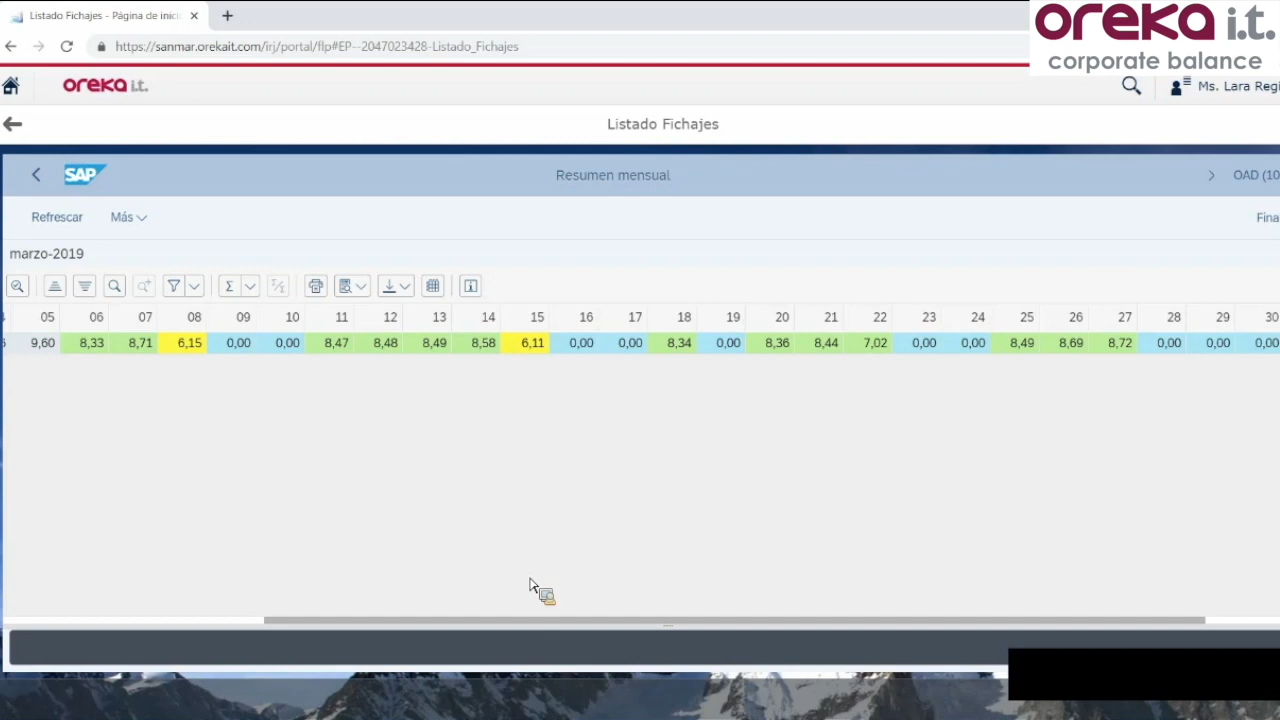 Listado Fichajes - Página de inici
https://sanmar.orekait.com/irj/portal/flp#EP--2047023428-Listado_Fichajes
oreka i.t.
corporate balance
oreka i.t.
Ms. Lara Regi
Listado Fichajes
SAP
Resumen mensual
OAD (10
Refrescar Más
Fina
marzo-2019
05 06 07 08 09 10 11 12 13 14 15 16 17 18 19 20 21 22 23 24 25 26 27 28 29 30
9,60 8,33 8,71 6,15 0,00 0,00 8,47 8,48 8,49 8,58 6,11 0,00 0,00 8,34 0,00 8,36 8,44 7,02 0,00 0,00 8,49 8,69 8,72 0,00 0,00 0,00